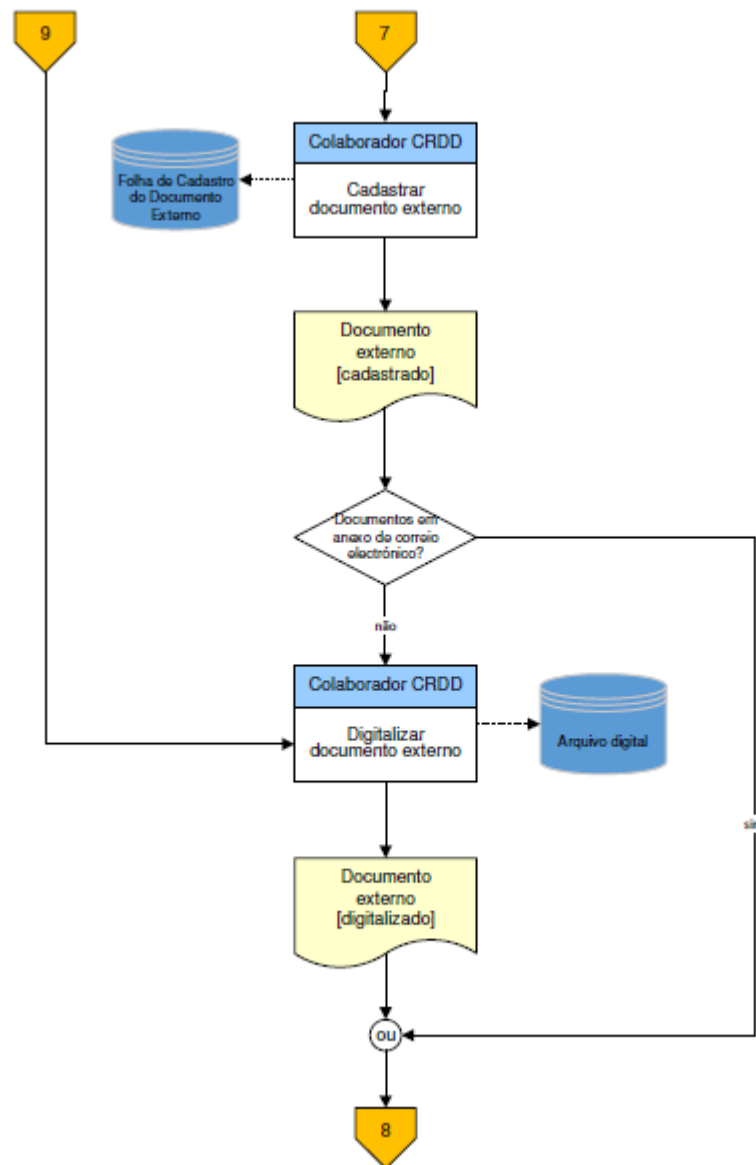 9
7
Colaborador CRDD
Folha de Cadastro
do Documento
Externo
Cadastrar
documento externo
Documento
externo
[cadastrado]
Documentos em
anexo de correio
electrónico?
não
Colaborador CRDD
Digitalizar
documento externo
Arquivo digital
Documento
externo
[digitalizado]
ou
8